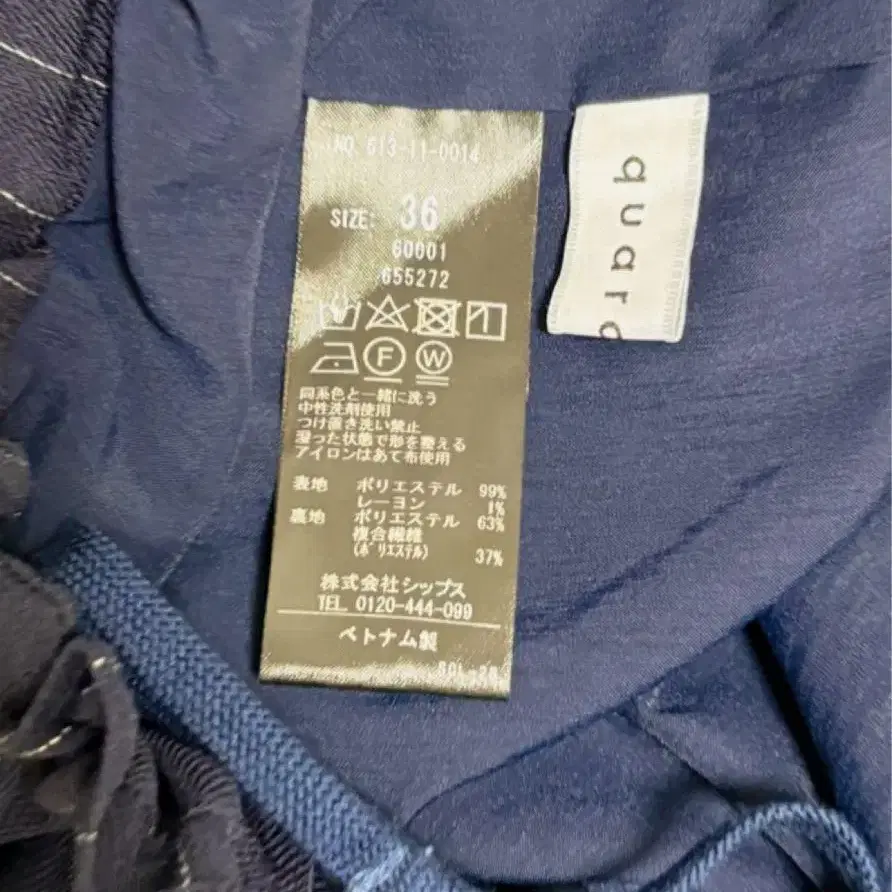 NO. 613-11-0014
SIZE: 36
60001
655272
F W
同系色と一緒に洗う
中性洗剤使用
つけ置き洗い禁止
湿った状態で形を整える
アイロンはあて布使用
表地 ポリエステル 99%
レーヨン 1%
裏地 ポリエステル 63%
複合繊維
(ポリエステル) 37%
株式会社シップス
TEL 0120-444-099
ベトナム製
quaro